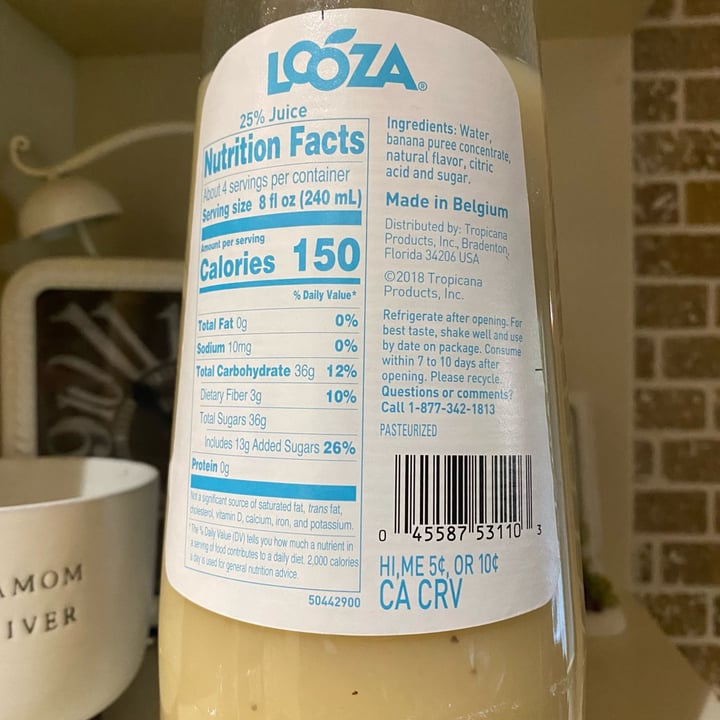 LOOZA®
25% Juice
Nutrition Facts
About 4 servings per container
Serving size 8 fl oz (240 mL)
Amount per serving
Calories 150
% Daily Value*
Total Fat 0g 0%
Sodium 10mg 0%
Total Carbohydrate 36g 12%
Dietary Fiber 3g 10%
Total Sugars 36g
Includes 13g Added Sugars 26%
Protein 0g
Not a significant source of saturated fat, trans fat,
cholesterol, vitamin D, calcium, iron, and potassium.
*The % Daily Value (DV) tells you how much a nutrient in
a serving of food contributes to a daily diet. 2,000 calories
a day is used for general nutrition advice.
50442900
Ingredients: Water,
banana puree concentrate,
natural flavor, citric
acid and sugar.
Made in Belgium
Distributed by: Tropicana
Products, Inc., Bradenton,
Florida 34206 USA
©2018 Tropicana
Products, Inc.
Refrigerate after opening. For
best taste, shake well and use
by date on package. Consume
within 7 to 10 days after
opening. Please recycle.
Questions or comments?
Call 1-877-342-1813
PASTEURIZED
0 45587 53110 3
HI,ME 5¢, OR 10¢
CA CRV
AMOM
IVER